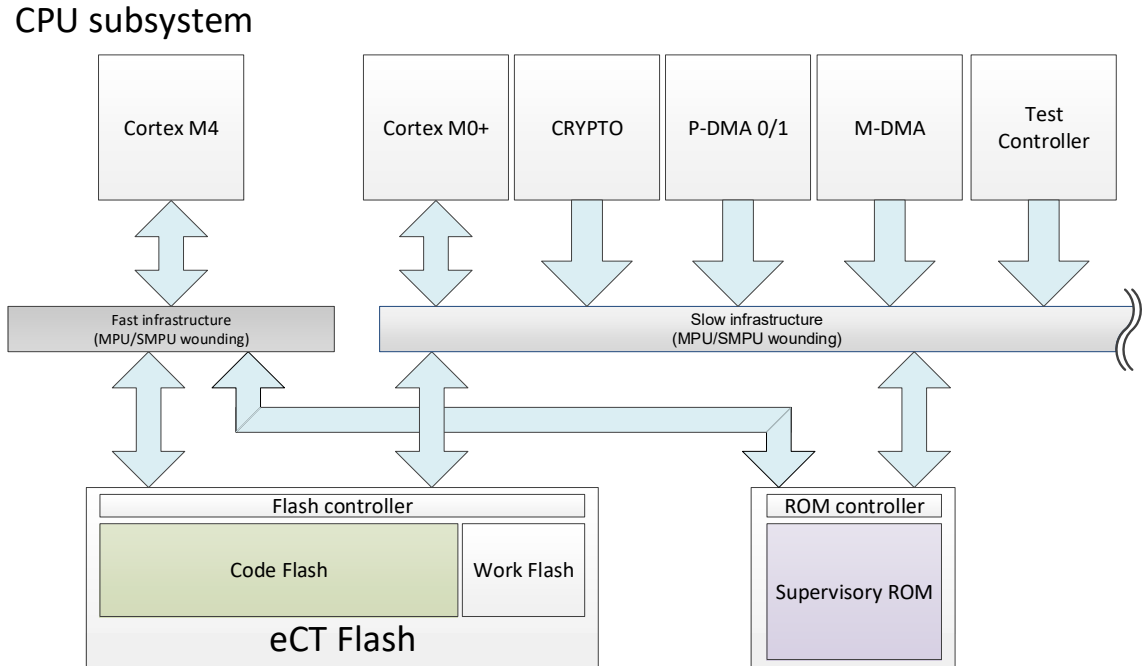 CPU subsystem
Cortex M4
Cortex M0+
CRYPTO
P-DMA 0/1
M-DMA
Test
Controller
Fast infrastructure
(MPU/SMPU wounding)
Slow infrastructure
(MPU/SMPU wounding)
Flash controller
Code Flash
Work Flash
eCT Flash
ROM controller
Supervisory ROM